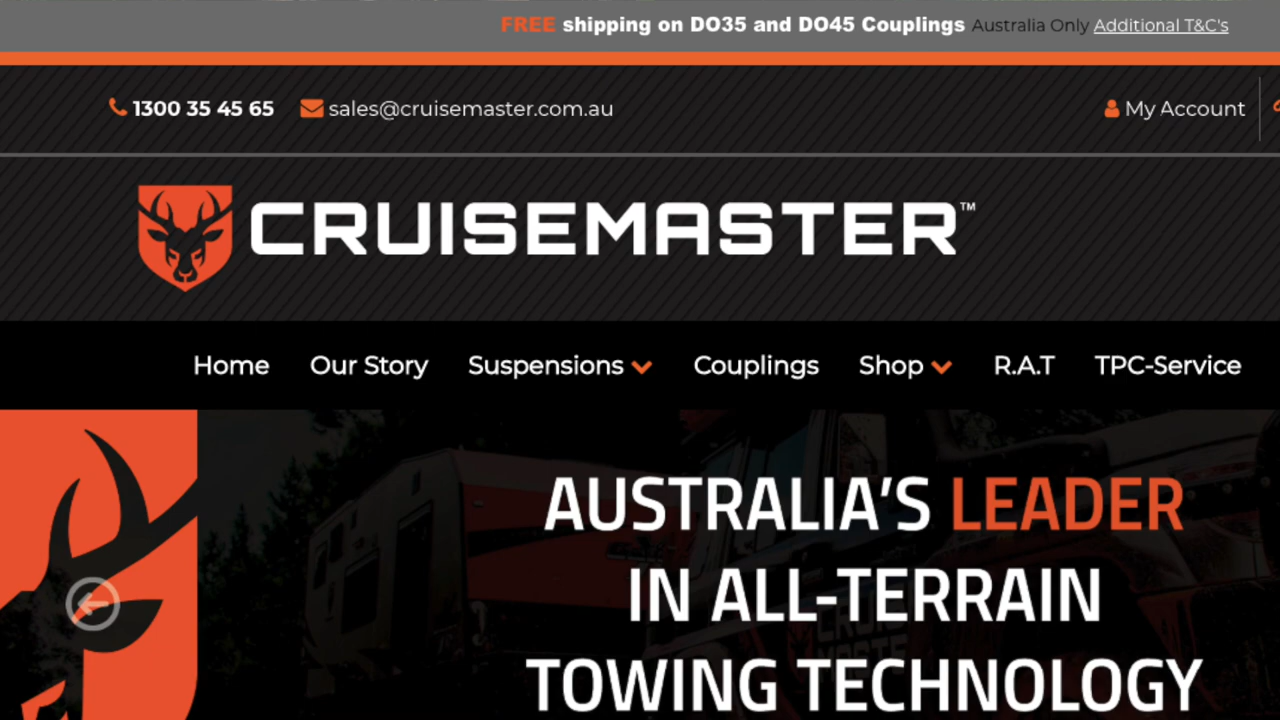 FREE shipping on DO35 and DO45 Couplings Australia Only Additional T&C's
1300 35 45 65 sales@cruisemaster.com.au My Account
CRUISEMASTER™
Home Our Story Suspensions Couplings Shop R.A.T TPC-Service
AUSTRALIA'S LEADER
IN ALL-TERRAIN
TOWING TECHNOLOGY